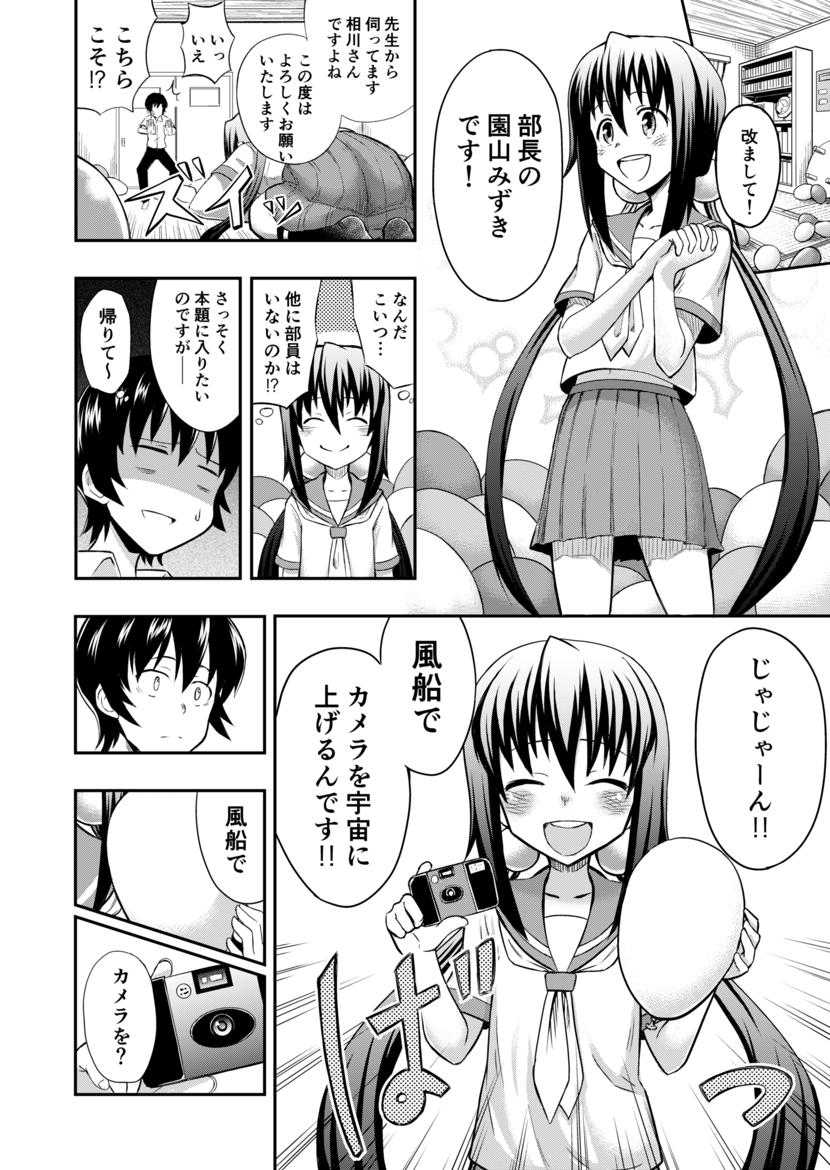 改まして!
部長の
園山みずき
です!
先生から
伺ってます
相川さん
ですよね
この度は
よろしくお願い
いたします
いっ
いえ
こちら
こそ!?
ズイッ
なんだ
こいつ…
他に部員は
いないのか!?
さっそく
本題に入りたい
のですが──
帰りて〜
じゃじゃーん!!
風船で
カメラを宇宙に
上げるんです!!
ばーっ
風船で
カメラを?